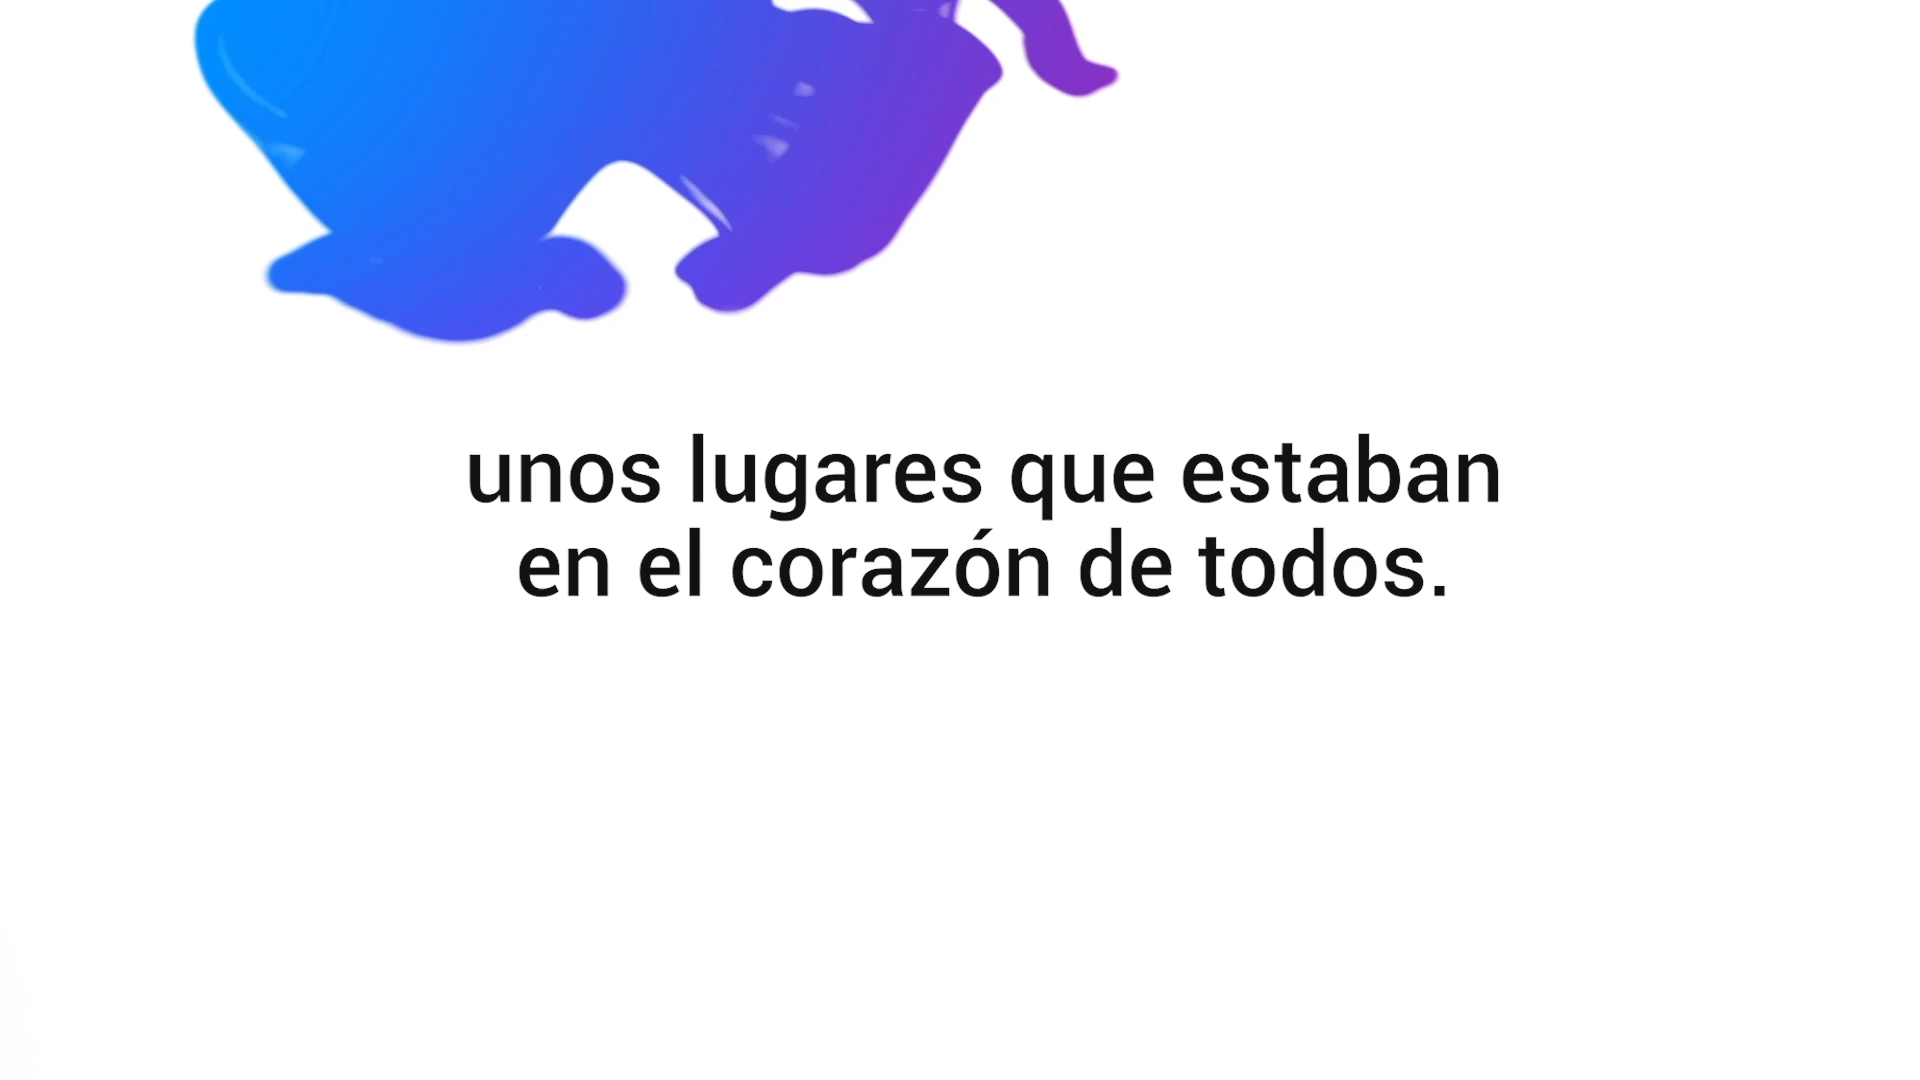 unos lugares que estaban
en el corazón de todos.